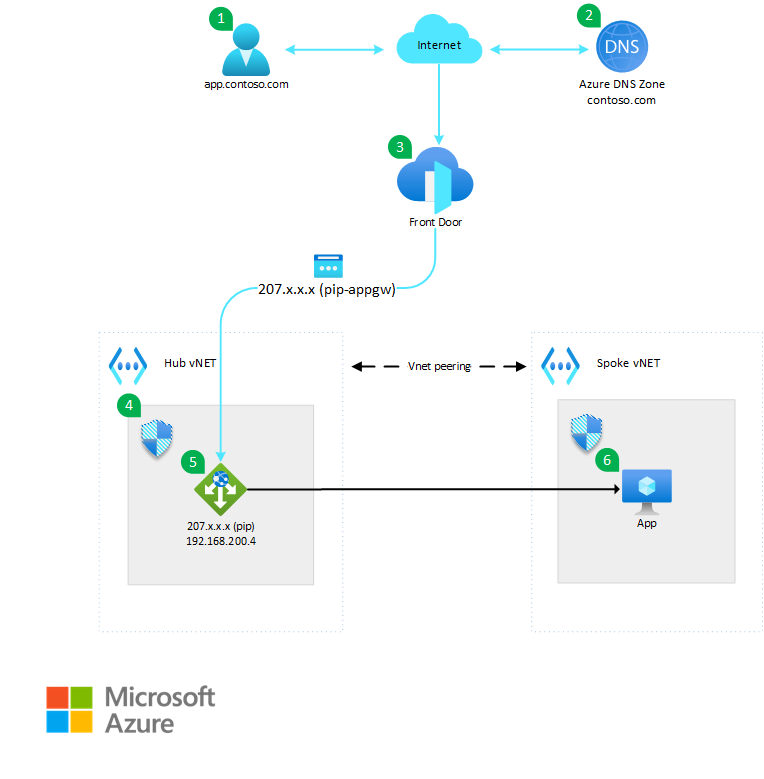 1
2
Internet
DNS
app.contoso.com
Azure DNS Zone
contoso.com
3
Front Door
207.x.x.x (pip-appgw)
Hub vNET
Vnet peering
Spoke vNET
4
5
6
207.x.x.x (pip)
192.168.200.4
App
Microsoft
Azure